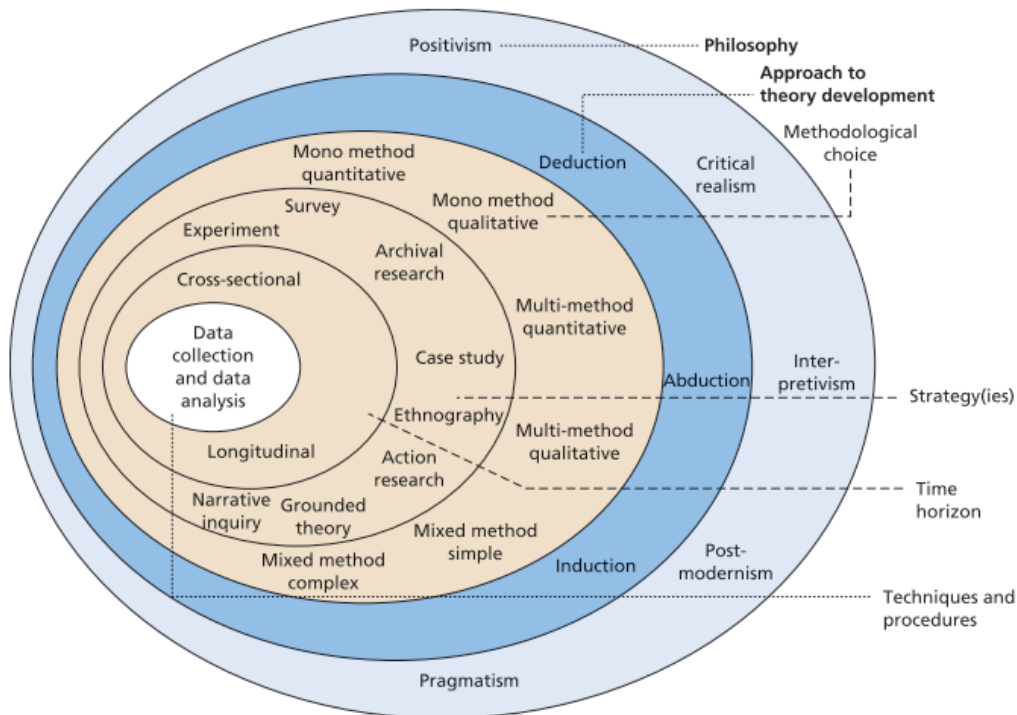 Positivism
Philosophy
Approach to
theory development
Methodological
choice
Deduction
Critical
realism
Mono method
quantitative
Mono method
qualitative
Survey
Experiment
Archival
research
Cross-sectional
Multi-method
quantitative
Data
collection
and data
analysis
Case study
Abduction
Inter-
pretivism
Strategy(ies)
Ethnography
Multi-method
qualitative
Longitudinal
Action
research
Time
horizon
Narrative
inquiry
Grounded
theory
Mixed method
simple
Mixed method
complex
Induction
Post-
modernism
Techniques and
procedures
Pragmatism